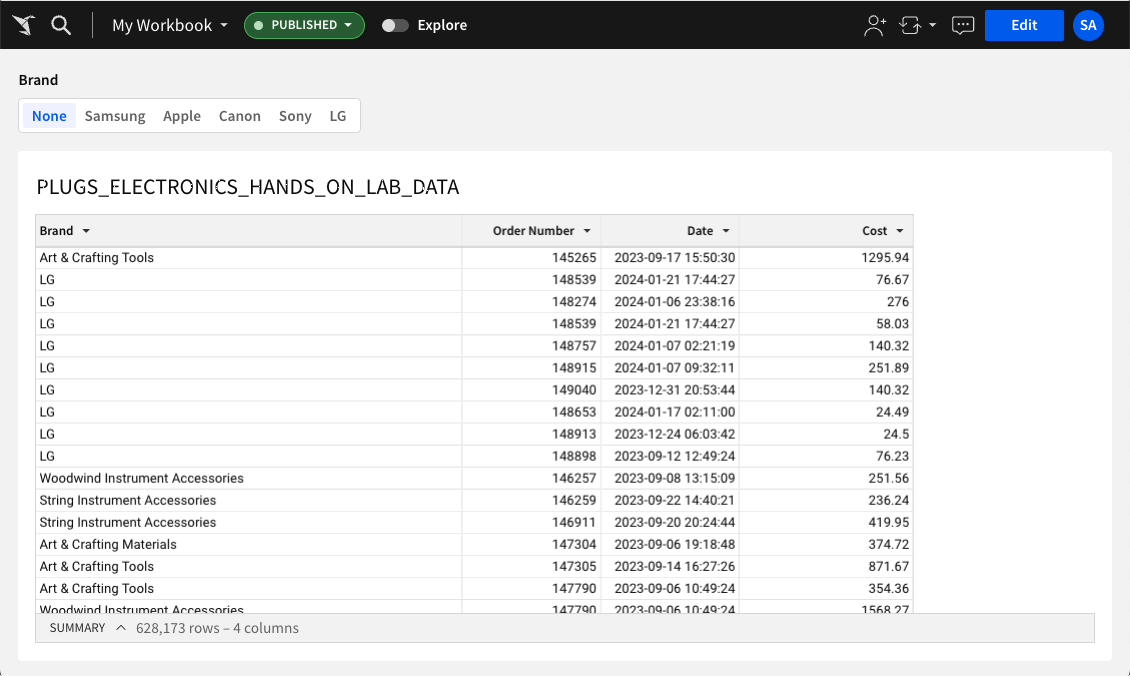 My Workbook PUBLISHED Explore Edit SA
Brand
None Samsung Apple Canon Sony LG
PLUGS_ELECTRONICS_HANDS_ON_LAB_DATA
Brand Order Number Date Cost
Art & Crafting Tools 145265 2023-09-17 15:50:30 1295.94
LG 148539 2024-01-21 17:44:27 76.67
LG 148274 2024-01-06 23:38:16 276
LG 148539 2024-01-21 17:44:27 58.03
LG 148757 2024-01-07 02:21:19 140.32
LG 148915 2024-01-07 09:32:11 251.89
LG 149040 2023-12-31 20:53:44 140.32
LG 148653 2024-01-17 02:11:00 24.49
LG 148913 2023-12-24 06:03:42 24.5
LG 148898 2023-09-12 12:49:24 76.23
Woodwind Instrument Accessories 146257 2023-09-08 13:15:09 251.56
String Instrument Accessories 146259 2023-09-22 14:40:21 236.24
String Instrument Accessories 146911 2023-09-20 20:24:44 419.95
Art & Crafting Materials 147304 2023-09-06 19:18:48 374.72
Art & Crafting Tools 147305 2023-09-14 16:27:26 871.67
Art & Crafting Tools 147790 2023-09-06 10:49:24 354.36
Woodwind Instrument Accessories 147790 2023-09-06 10:49:24 1568.27
SUMMARY 628,173 rows – 4 columns